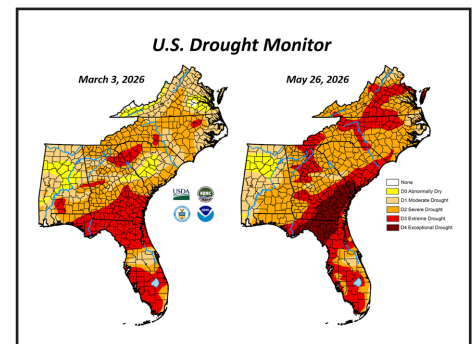 U.S. Drought Monitor
March 3, 2026
May 26, 2026
USDA
None
D0 Abnormally Dry
D1 Moderate Drought
D2 Severe Drought
D3 Extreme Drought
D4 Exceptional Drought